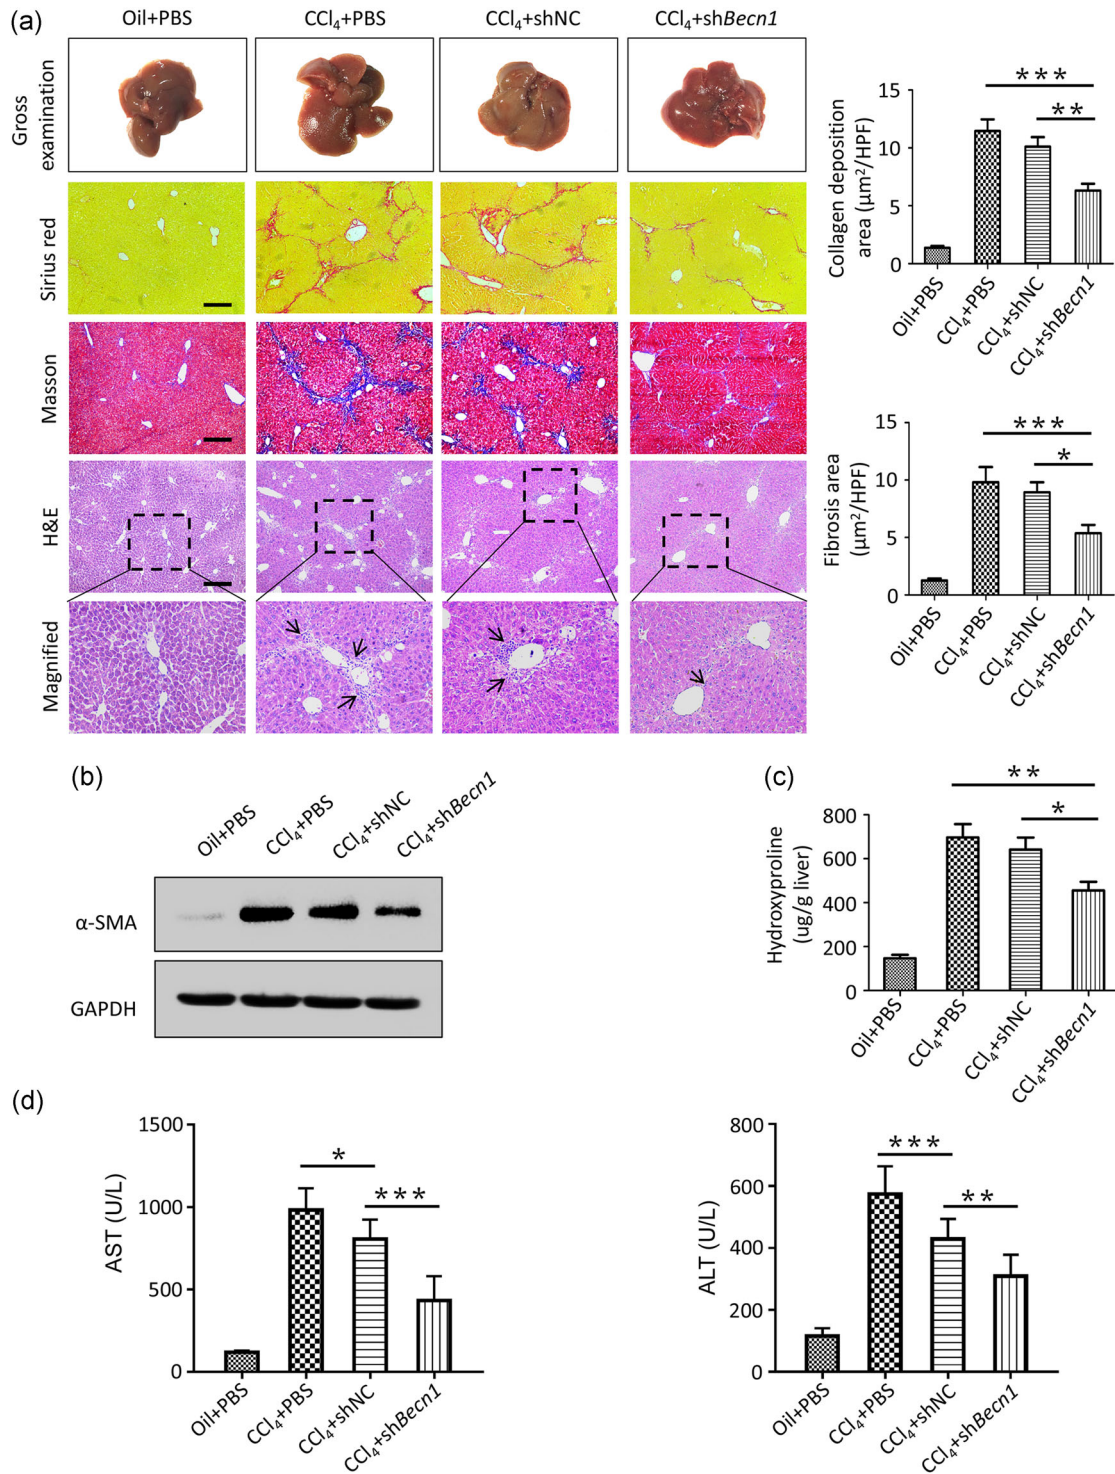 (a)
Oil+PBS
CCl₄+PBS
CCl₄+shNC
CCl₄+shBecn1
Gross
examination
Sirius red
Masson
H&E
Magnified
***
**
15
10
5
0
Collagen deposition
area (µm²/HPF)
Oil+PBS
CCl₄+PBS
CCl₄+shNC
CCl₄+shBecn1
***
*
15
10
5
0
Fibrosis area
(µm²/HPF)
Oil+PBS
CCl₄+PBS
CCl₄+shNC
CCl₄+shBecn1
(b)
Oil+PBS
CCl₄+PBS
CCl₄+shNC
CCl₄+shBecn1
α-SMA
GAPDH
(c)
**
*
800
600
400
200
0
Hydroxyproline
(ug/g liver)
Oil+PBS
CCl₄+PBS
CCl₄+shNC
CCl₄+shBecn1
(d)
1500
1000
500
0
AST (U/L)
*
***
Oil+PBS
CCl₄+PBS
CCl₄+shNC
CCl₄+shBecn1
800
600
400
200
0
ALT (U/L)
***
**
Oil+PBS
CCl₄+PBS
CCl₄+shNC
CCl₄+shBecn1